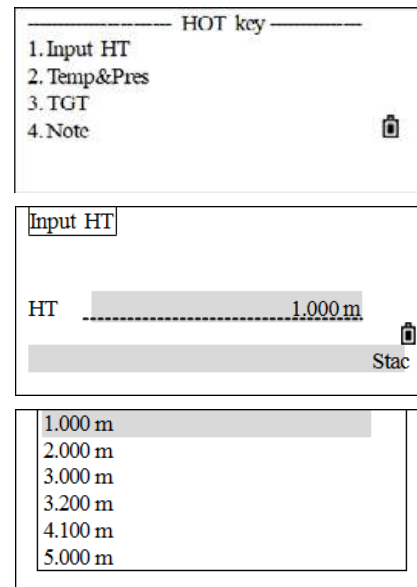 HOT key
1. Input HT
2. Temp&Pres
3. TGT
4. Note
Input HT
HT 1.000 m
Stac
1.000 m
2.000 m
3.000 m
3.200 m
4.100 m
5.000 m